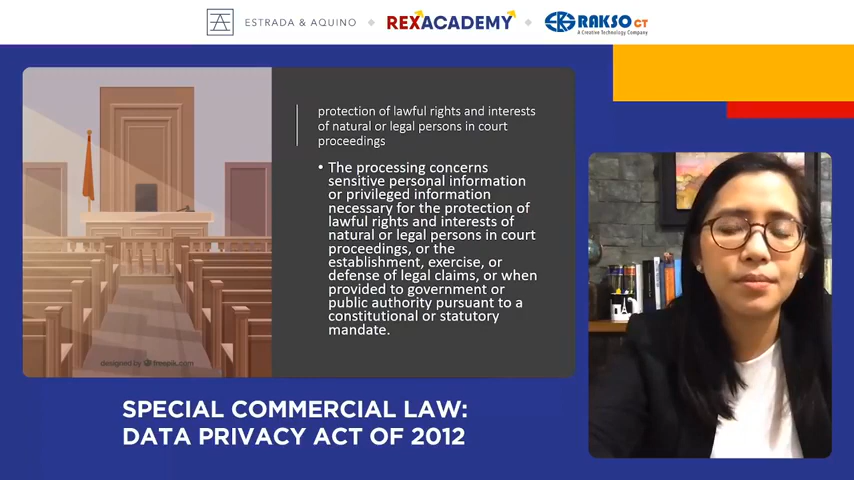 ESTRADA & AQUINO
REXACADEMY
RAKSO CT
A Creative Technology Company
protection of lawful rights and interests
of natural or legal persons in court
proceedings
• The processing concerns
sensitive personal information
or privileged information
necessary for the protection of
lawful rights and interests of
natural or legal persons in court
proceedings, or the
establishment, exercise, or
defense of legal claims, or when
provided to government or
public authority pursuant to a
constitutional or statutory
mandate.
designed by freepik.com
SPECIAL COMMERCIAL LAW:
DATA PRIVACY ACT OF 2012